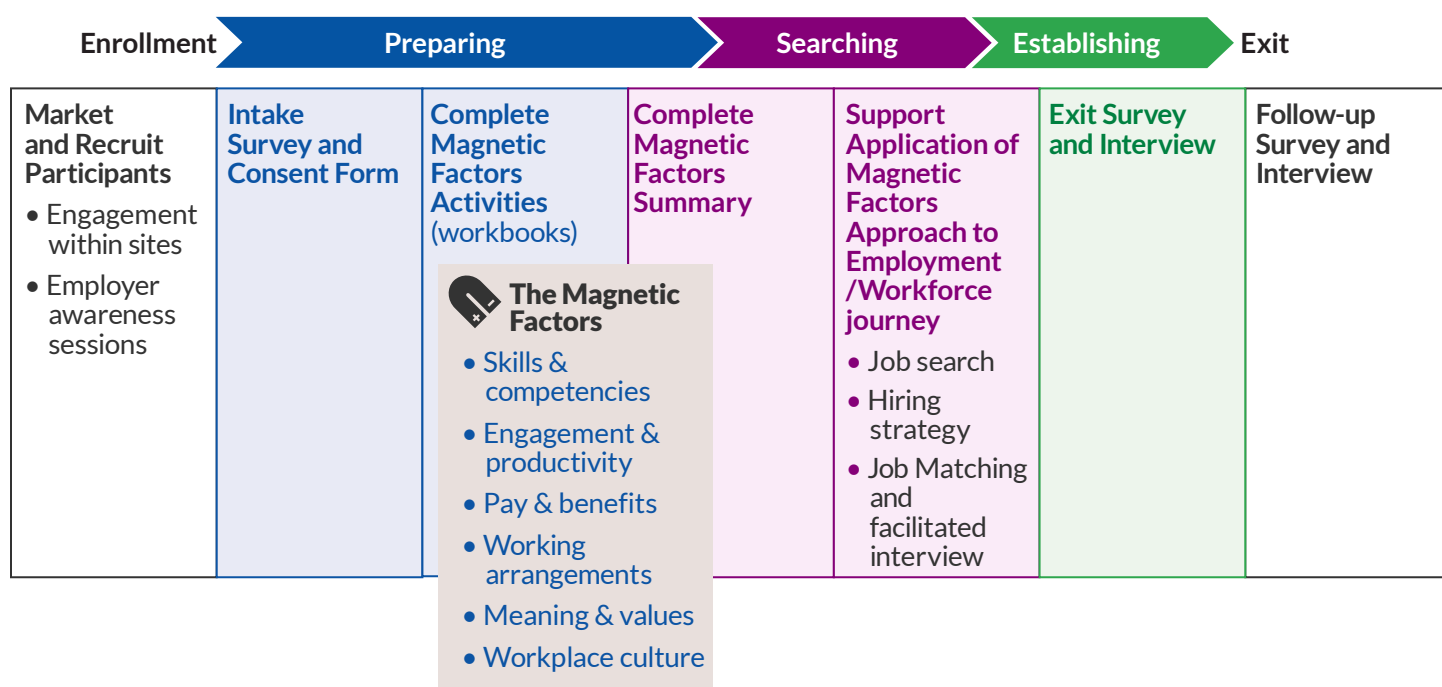 Enrollment
Preparing
Searching
Establishing
Exit
Market
and Recruit
Participants
• Engagement
within sites
• Employer
awareness
sessions
Intake
Survey and
Consent Form
Complete
Magnetic
Factors
Activities
(workbooks)
The Magnetic
Factors
• Skills &
competencies
• Engagement &
productivity
• Pay & benefits
• Working
arrangements
• Meaning & values
• Workplace culture
Complete
Magnetic
Factors
Summary
Support
Application of
Magnetic
Factors
Approach to
Employment
/Workforce
journey
• Job search
• Hiring
strategy
• Job Matching
and
facilitated
interview
Exit Survey
and Interview
Follow-up
Survey and
Interview